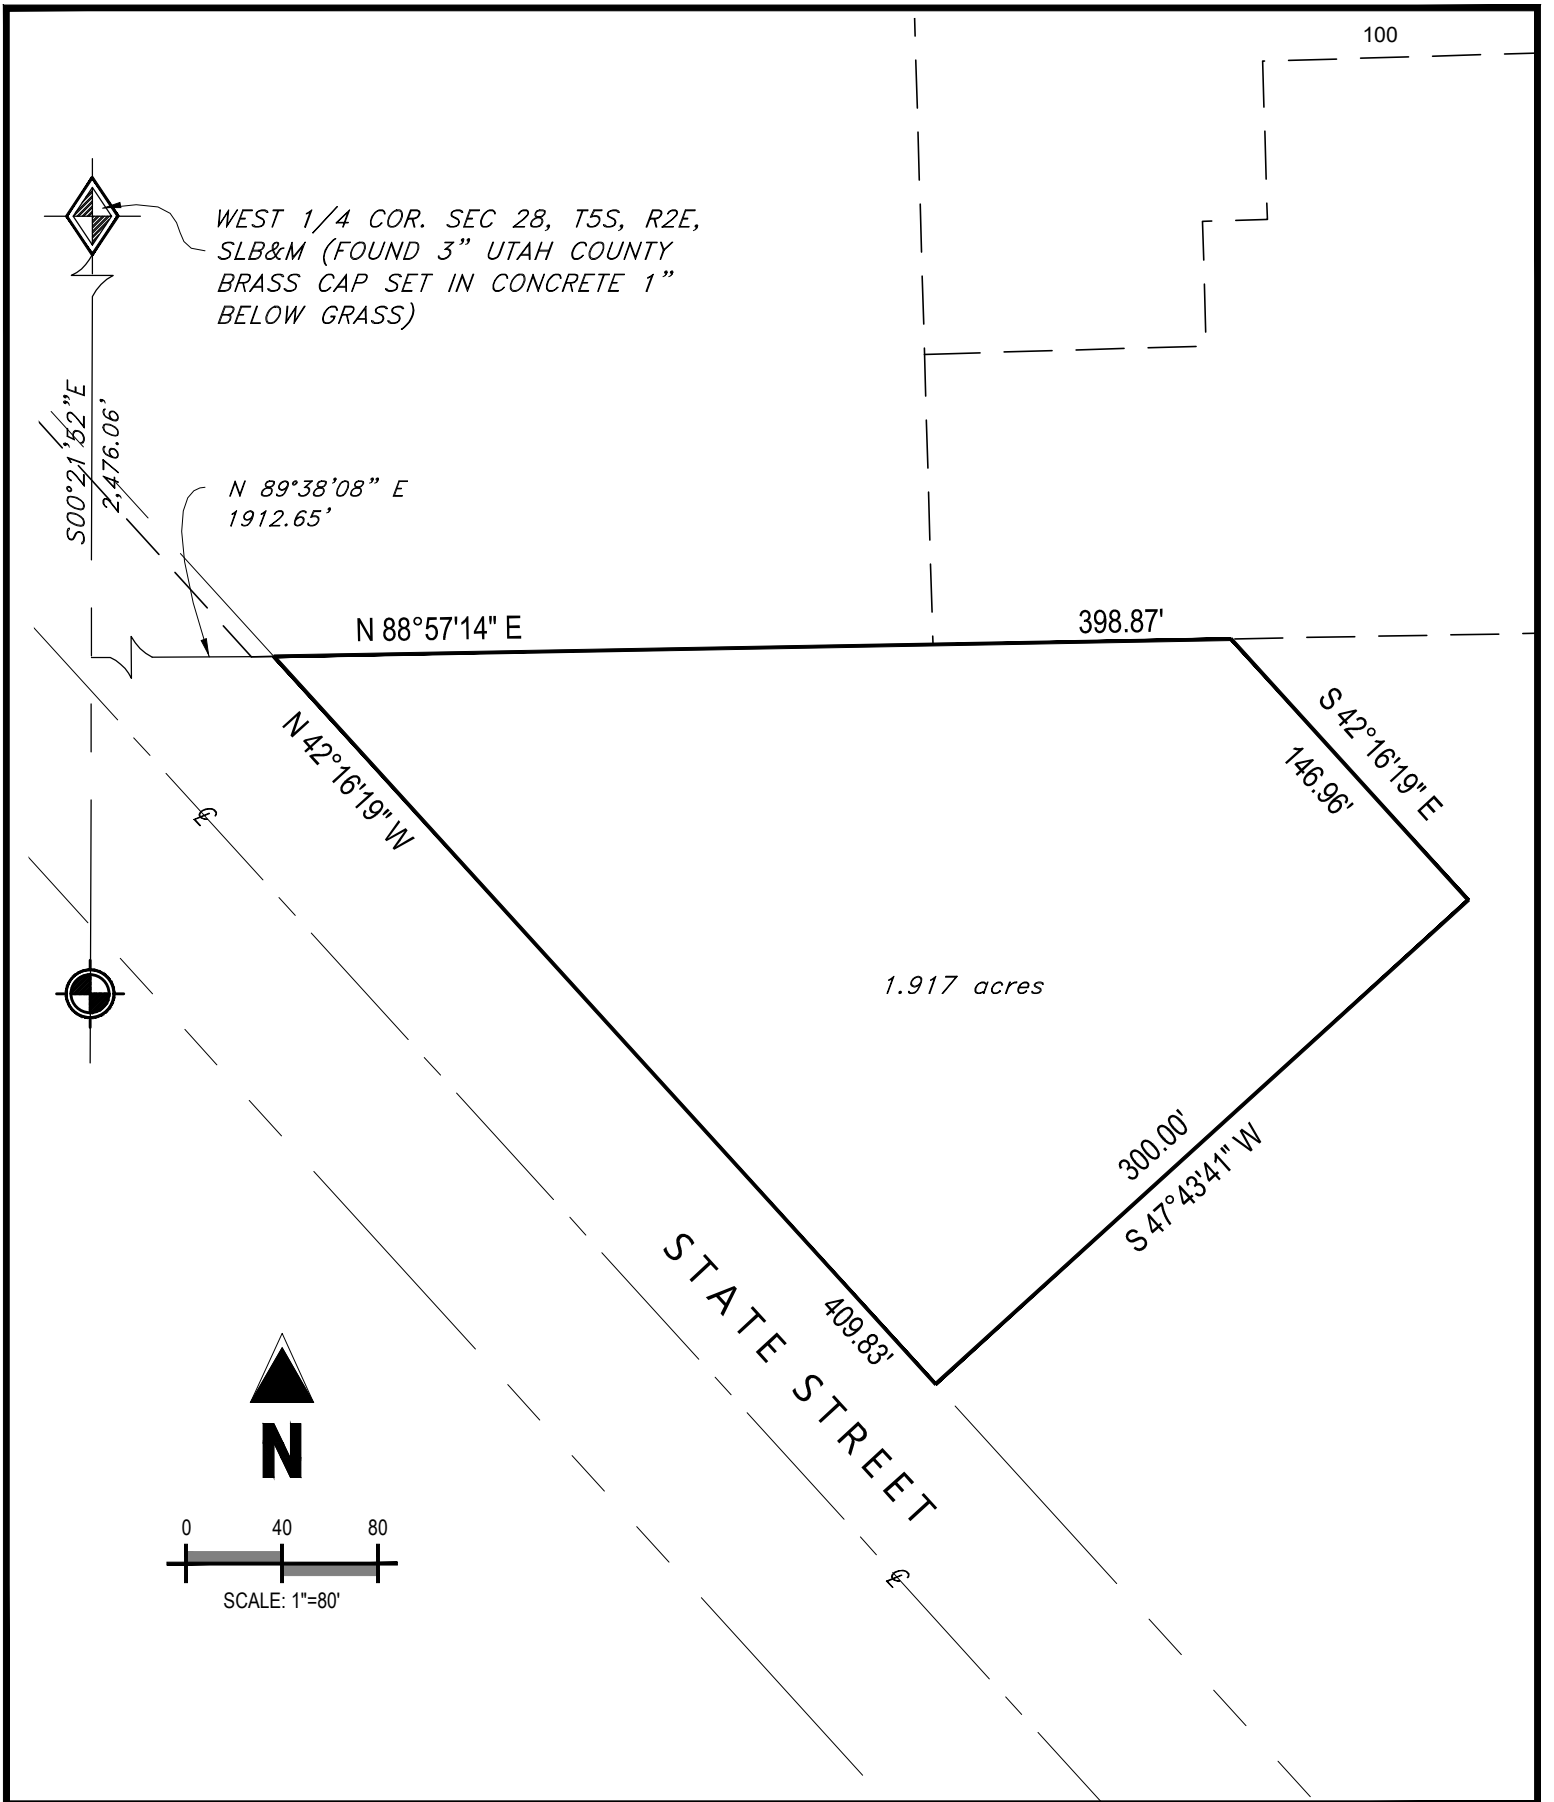 100
WEST 1/4 COR. SEC 28, T5S, R2E,
SLB&M (FOUND 3” UTAH COUNTY
BRASS CAP SET IN CONCRETE 1”
BELOW GRASS)
S00°21’52”E
2,476.06’
N 89°38’08” E
1912.65’
N 88°57'14" E
398.87'
S 42°16'19" E
146.96'
N 42°16'19" W
℄
1.917 acres
300.00'
S 47°43'41" W
409.83'
STATE STREET
℄
N
0 40 80
SCALE: 1"=80'